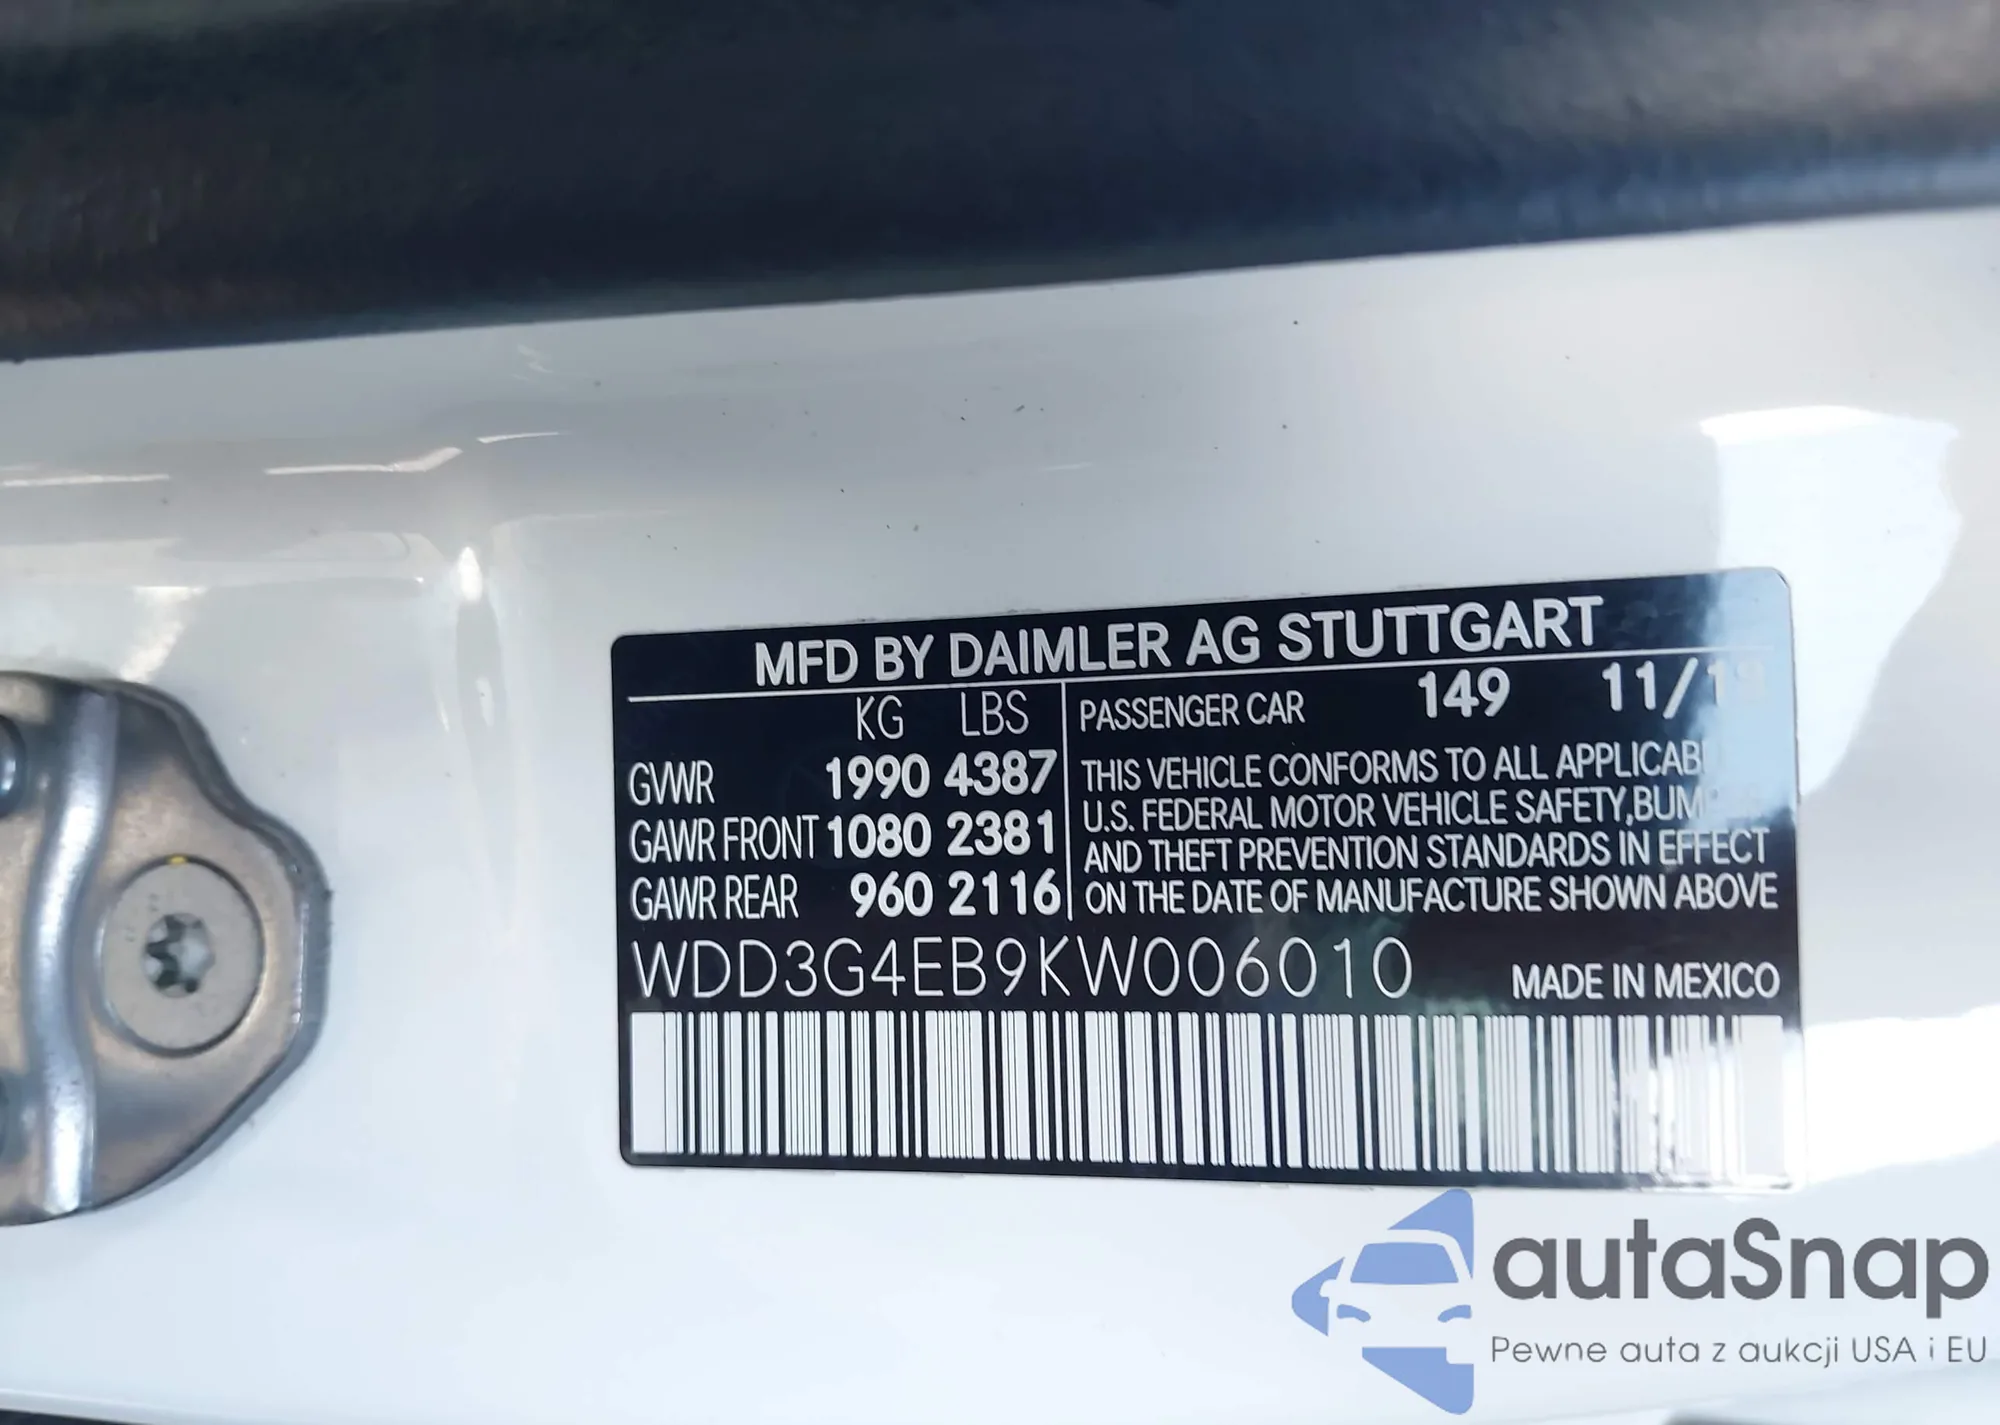 MFD BY DAIMLER AG STUTTGART
KG LBS
PASSENGER CAR 149 11/18
GVWR 1990 4387
GAWR FRONT 1080 2381
GAWR REAR 960 2116
THIS VEHICLE CONFORMS TO ALL
U.S. FEDERAL MOTOR VEHICLE SAFETY,
AND THEFT PREVENTION STANDARDS IN EFFECT
ON THE DATE OF MANUFACTURE SHOWN ABOVE
WDD3G4EB9KW006010
MADE IN MEXICO
autaSnap
Pewne auta z aukcji USA i EU